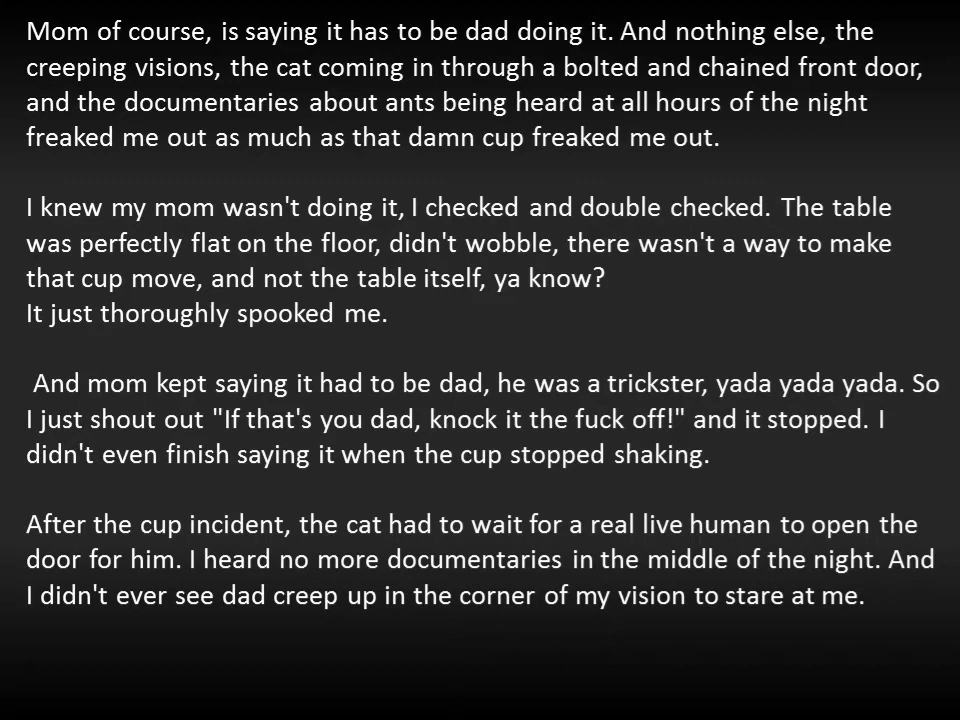 Mom of course, is saying it has to be dad doing it. And nothing else, the
creeping visions, the cat coming in through a bolted and chained front door,
and the documentaries about ants being heard at all hours of the night
freaked me out as much as that damn cup freaked me out.
I knew my mom wasn't doing it, I checked and double checked. The table
was perfectly flat on the floor, didn't wobble, there wasn't a way to make
that cup move, and not the table itself, ya know?
It just thoroughly spooked me.
And mom kept saying it had to be dad, he was a trickster, yada yada yada. So
I just shout out "If that's you dad, knock it the fuck off!" and it stopped. I
didn't even finish saying it when the cup stopped shaking.
After the cup incident, the cat had to wait for a real live human to open the
door for him. I heard no more documentaries in the middle of the night. And
I didn't ever see dad creep up in the corner of my vision to stare at me.